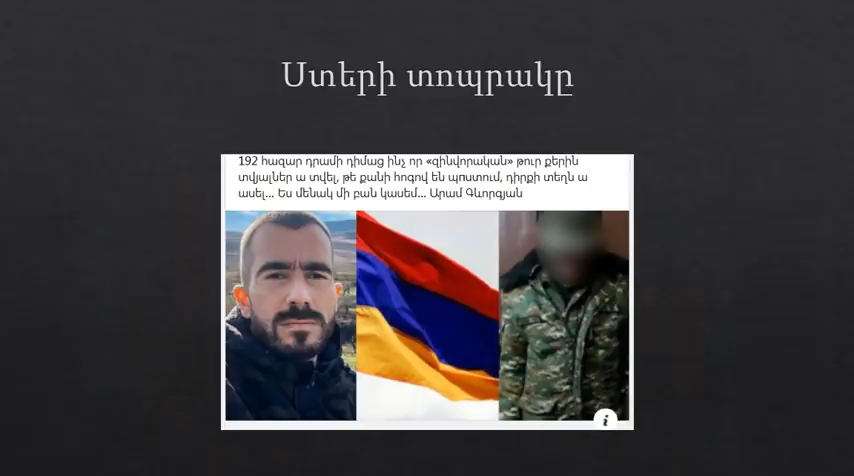 Ստերի տոպրակը
192 հազար դրամի դիմաց ինչ որ «զինվորական» թուր քերին
տվյալներ ա տվել, թե քանի հոգով են պոստում, դիրքի տեղն ա
ասել... Ես մենակ մի բան կասեմ... Արամ Գևորգյան